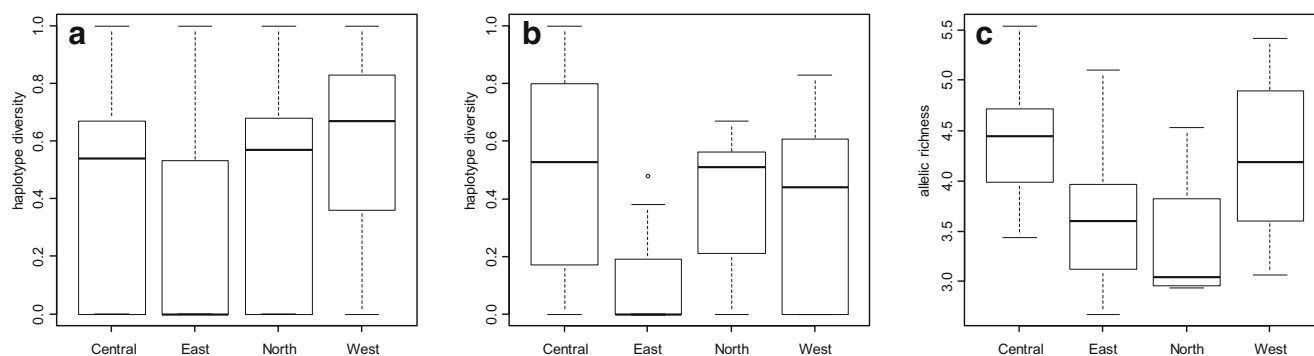 a
haplotype diversity
1.0
0.8
0.6
0.4
0.2
0.0
Central East North West
b
haplotype diversity
1.0
0.8
0.6
0.4
0.2
0.0
Central East North West
c
allelic richness
5.5
5.0
4.5
4.0
3.5
3.0
Central East North West